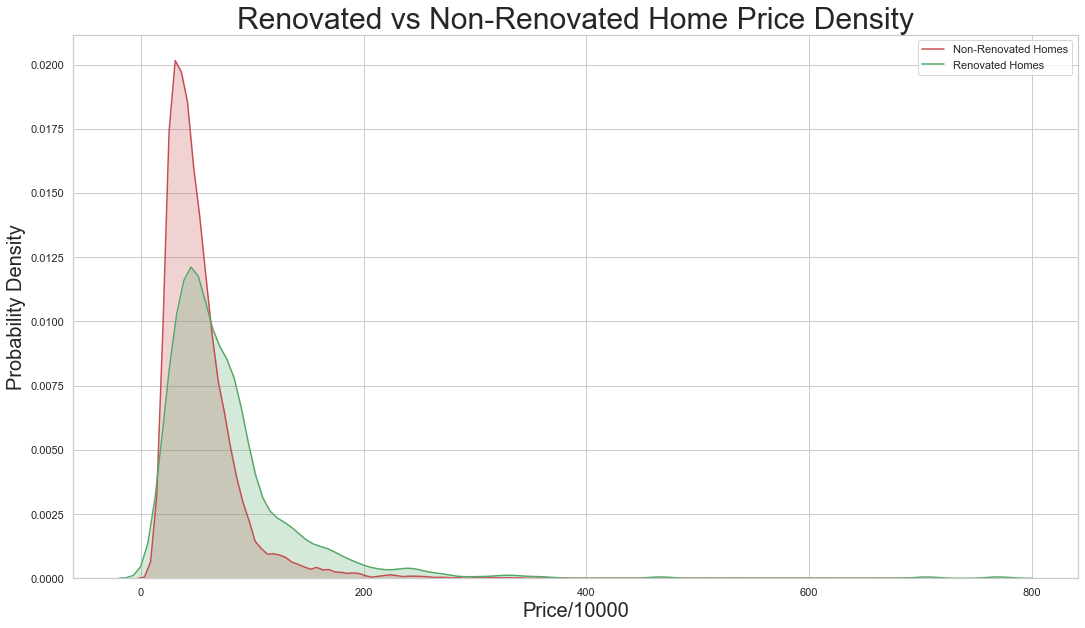 Renovated vs Non-Renovated Home Price Density
Non-Renovated Homes
Renovated Homes
0.0200
0.0175
0.0150
0.0125
0.0100
0.0075
0.0050
0.0025
0.0000
Probability Density
0 200 400 600 800
Price/10000